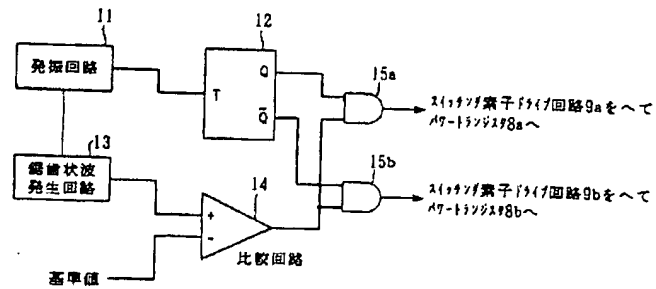 11
発振回路
12
T
Q
Q̅
15a
スイッチング素子ドライブ回路9aをへて
パワートランジスタ8aへ
13
鋸歯状波
発生回路
14
+
-
比較回路
15b
スイッチング素子ドライブ回路9bをへて
パワートランジスタ8bへ
基準値